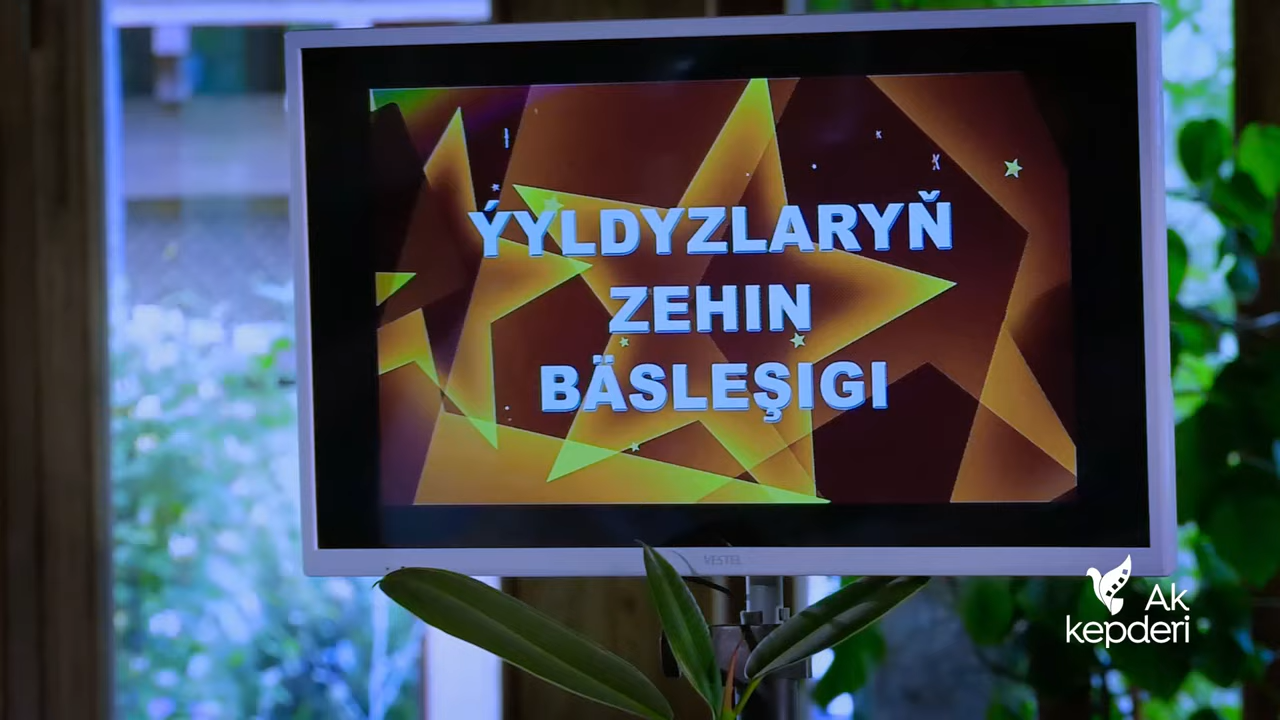 ÝYLDYZLARYŇ
ZEHIN
BÄSLEŞIGI
VESTEL
Ak
kepderi